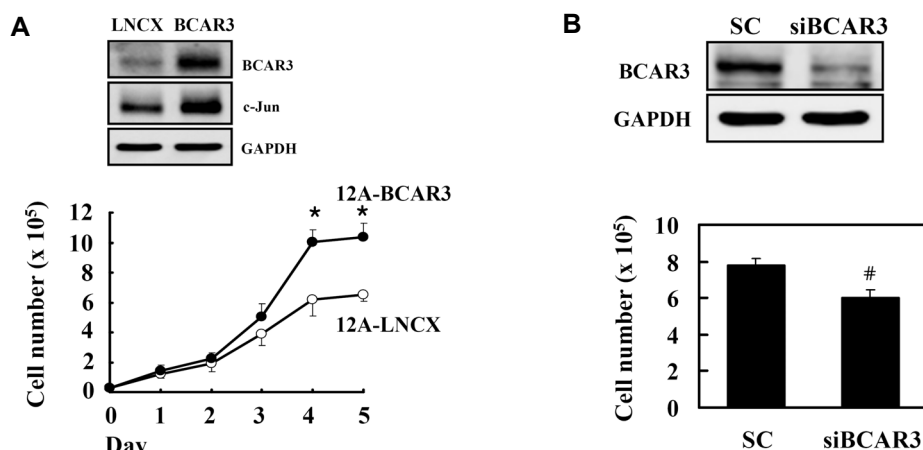 A
LNCX BCAR3
BCAR3
c-Jun
GAPDH
12A-BCAR3
* *
12
10
8
6
4
2
0
Cell number (x 10⁵)
12A-LNCX
0 1 2 3 4 5
Day
B
SC siBCAR3
BCAR3
GAPDH
Cell number (x 10⁵)
10
8
6
4
2
0
#
SC siBCAR3